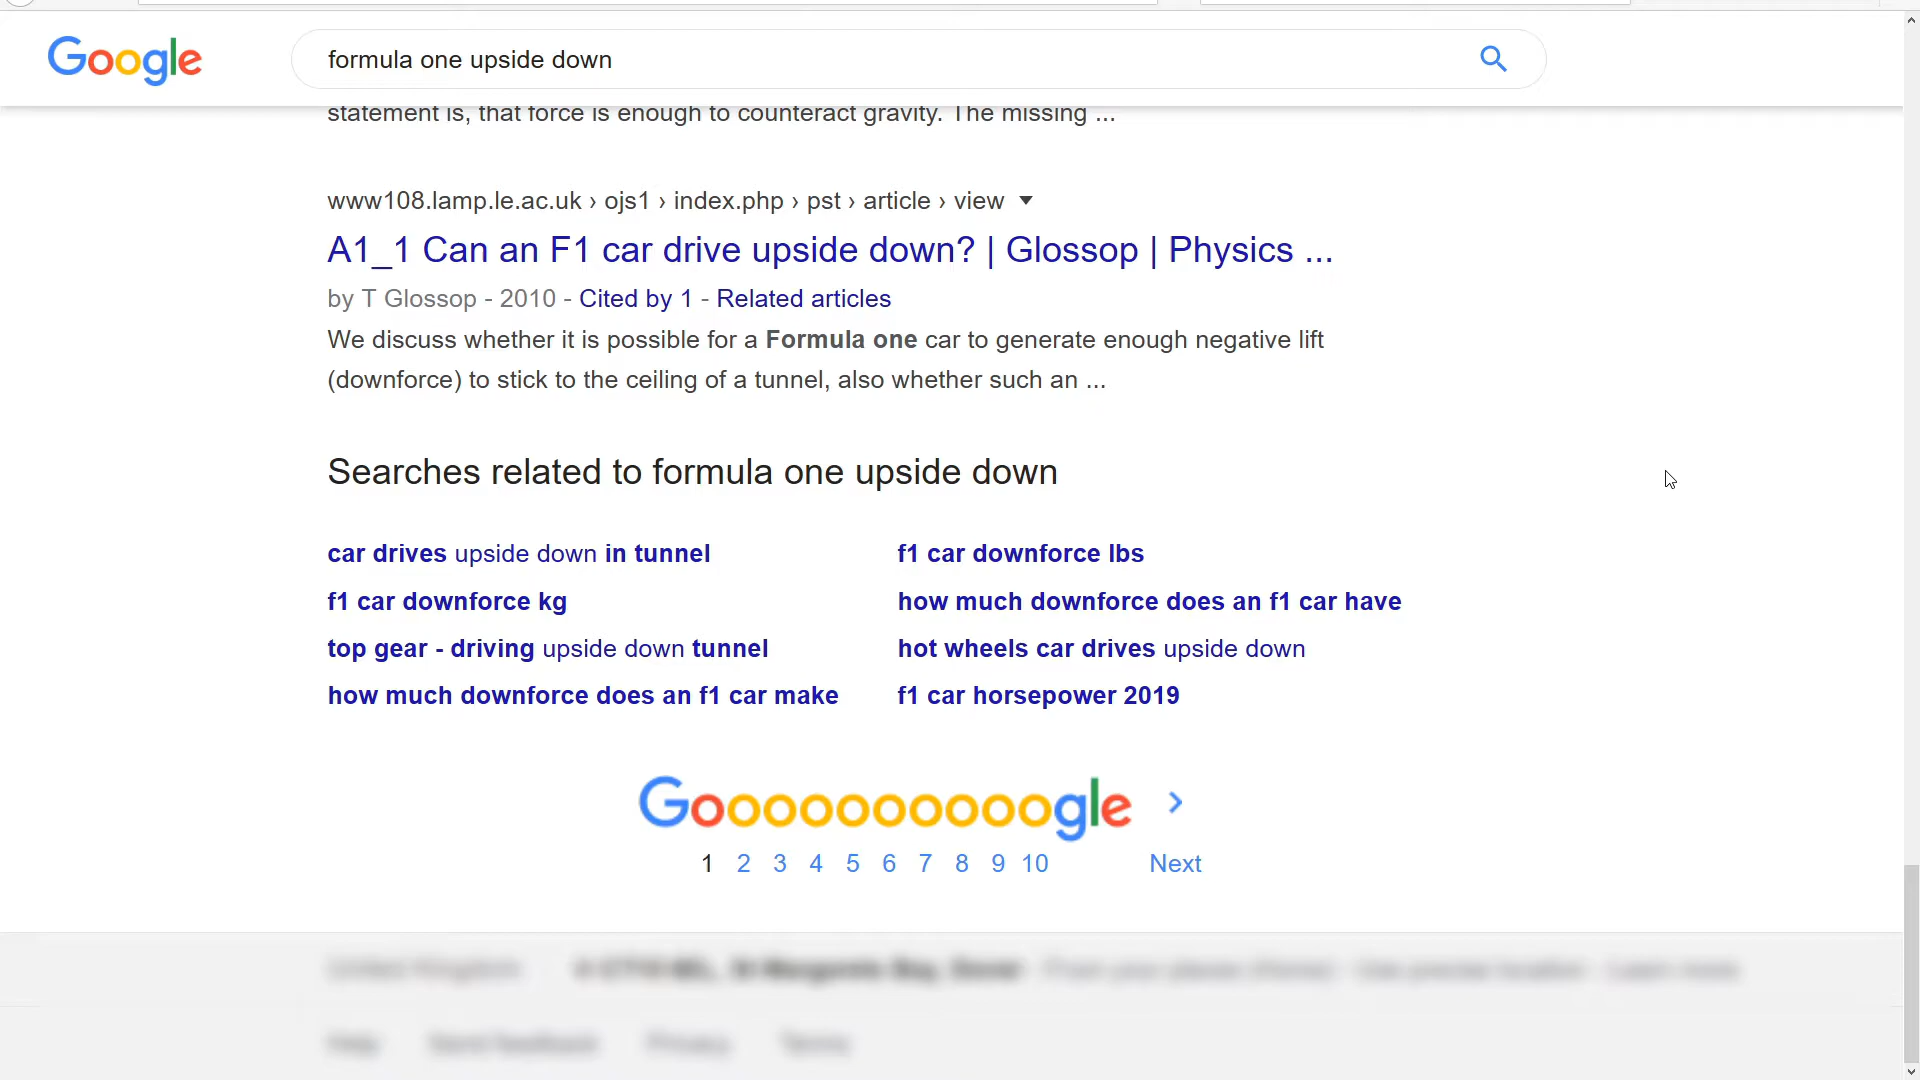 Google
formula one upside down
statement is, that force is enough to counteract gravity. The missing ...
www108.lamp.le.ac.uk › ojs1 › index.php › pst › article › view
A1_1 Can an F1 car drive upside down? | Glossop | Physics ...
by T Glossop - 2010 - Cited by 1 - Related articles
We discuss whether it is possible for a Formula one car to generate enough negative lift
(downforce) to stick to the ceiling of a tunnel, also whether such an ...
Searches related to formula one upside down
car drives upside down in tunnel
f1 car downforce lbs
f1 car downforce kg
how much downforce does an f1 car have
top gear - driving upside down tunnel
hot wheels car drives upside down
how much downforce does an f1 car make
f1 car horsepower 2019
Goooooooooogle
1 2 3 4 5 6 7 8 9 10 Next